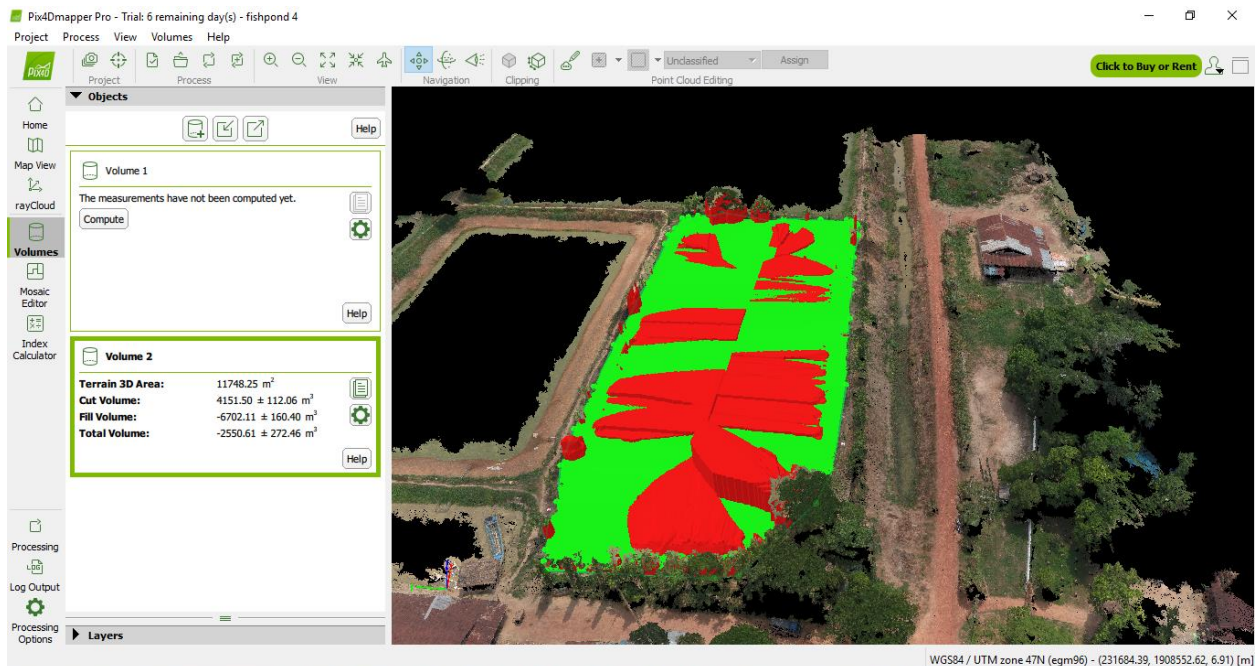 Pix4Dmapper Pro - Trial: 6 remaining day(s) - fishpond 4
Project Process View Volumes Help
PIX4D
Project Process View Navigation Clipping Point Cloud Editing
Unclassified Assign
Click to Buy or Rent
Home
Map View
rayCloud
Volumes
Mosaic
Editor
Index
Calculator
Processing
Log Output
Processing
Options
Objects
Help
Volume 1
The measurements have not been computed yet.
Compute
Help
Volume 2
Terrain 3D Area: 11748.25 m²
Cut Volume: 4151.50 ± 112.06 m³
Fill Volume: -6702.11 ± 160.40 m³
Total Volume: -2550.61 ± 272.46 m³
Help
Layers
WGS84 / UTM zone 47N (egm96) - (231684.39, 1908552.62, 6.91) [m]